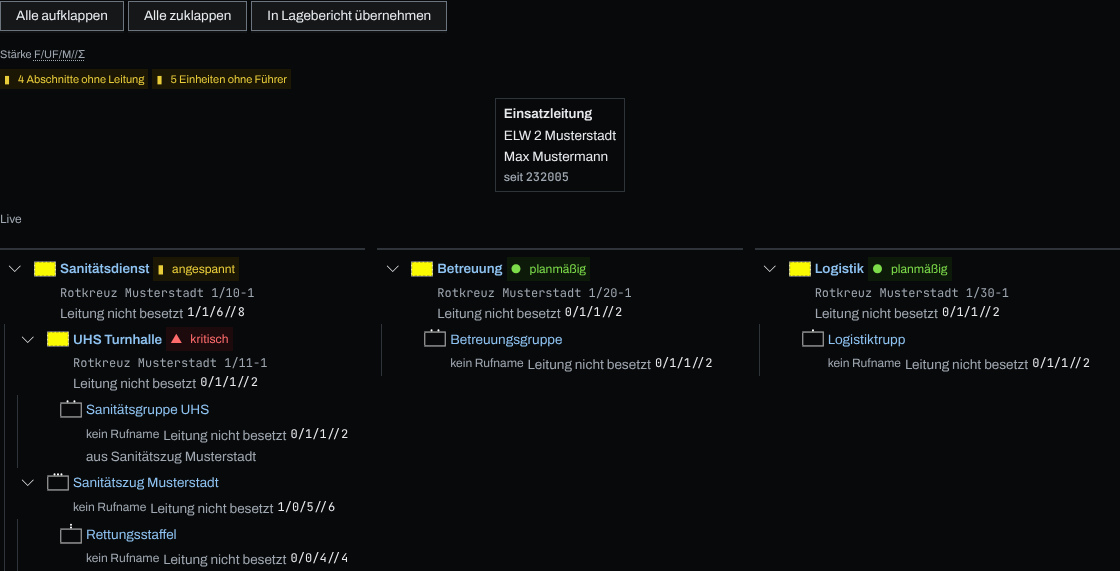 Alle aufklappen Alle zuklappen In Lagebericht übernehmen
Stärke F/UF/M//Σ
4 Abschnitte ohne Leitung 5 Einheiten ohne Führer
Einsatzleitung
ELW 2 Musterstadt
Max Mustermann
seit 232005
Live
Sanitätsdienst angespannt
Rotkreuz Musterstadt 1/10-1
Leitung nicht besetzt 1/1/6//8
UHS Turnhalle kritisch
Rotkreuz Musterstadt 1/11-1
Leitung nicht besetzt 0/1/1//2
Sanitätsgruppe UHS
kein Rufname Leitung nicht besetzt 0/1/1//2
aus Sanitätszug Musterstadt
Sanitätszug Musterstadt
kein Rufname Leitung nicht besetzt 1/0/5//6
Rettungsstaffel
kein Rufname Leitung nicht besetzt 0/0/4//4
Betreuung planmäßig
Rotkreuz Musterstadt 1/20-1
Leitung nicht besetzt 0/1/1//2
Betreuungsgruppe
kein Rufname Leitung nicht besetzt 0/1/1//2
Logistik planmäßig
Rotkreuz Musterstadt 1/30-1
Leitung nicht besetzt 0/1/1//2
Logistiktrupp
kein Rufname Leitung nicht besetzt 0/1/1//2